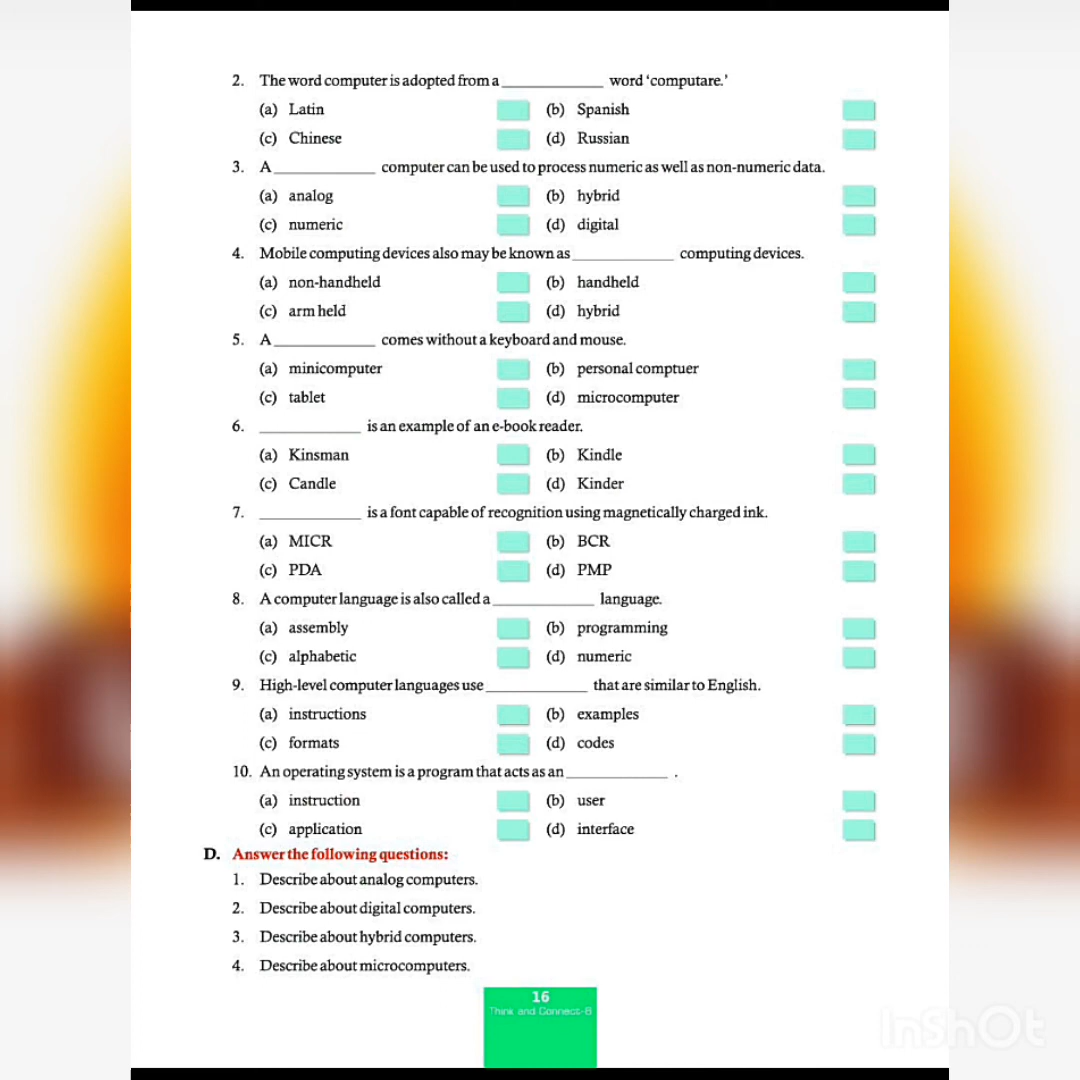 2. The word computer is adopted from a ____________ word ‘computare.’
(a) Latin (b) Spanish
(c) Chinese (d) Russian
3. A ____________ computer can be used to process numeric as well as non-numeric data.
(a) analog (b) hybrid
(c) numeric (d) digital
4. Mobile computing devices also may be known as ____________ computing devices.
(a) non-handheld (b) handheld
(c) arm held (d) hybrid
5. A ____________ comes without a keyboard and mouse.
(a) minicomputer (b) personal comptuer
(c) tablet (d) microcomputer
6. ____________ is an example of an e-book reader.
(a) Kinsman (b) Kindle
(c) Candle (d) Kinder
7. ____________ is a font capable of recognition using magnetically charged ink.
(a) MICR (b) BCR
(c) PDA (d) PMP
8. A computer language is also called a ____________ language.
(a) assembly (b) programming
(c) alphabetic (d) numeric
9. High-level computer languages use ____________ that are similar to English.
(a) instructions (b) examples
(c) formats (d) codes
10. An operating system is a program that acts as an ____________ .
(a) instruction (b) user
(c) application (d) interface
D. Answer the following questions:
1. Describe about analog computers.
2. Describe about digital computers.
3. Describe about hybrid computers.
4. Describe about microcomputers.
16
Think and Connect-8
InShOt